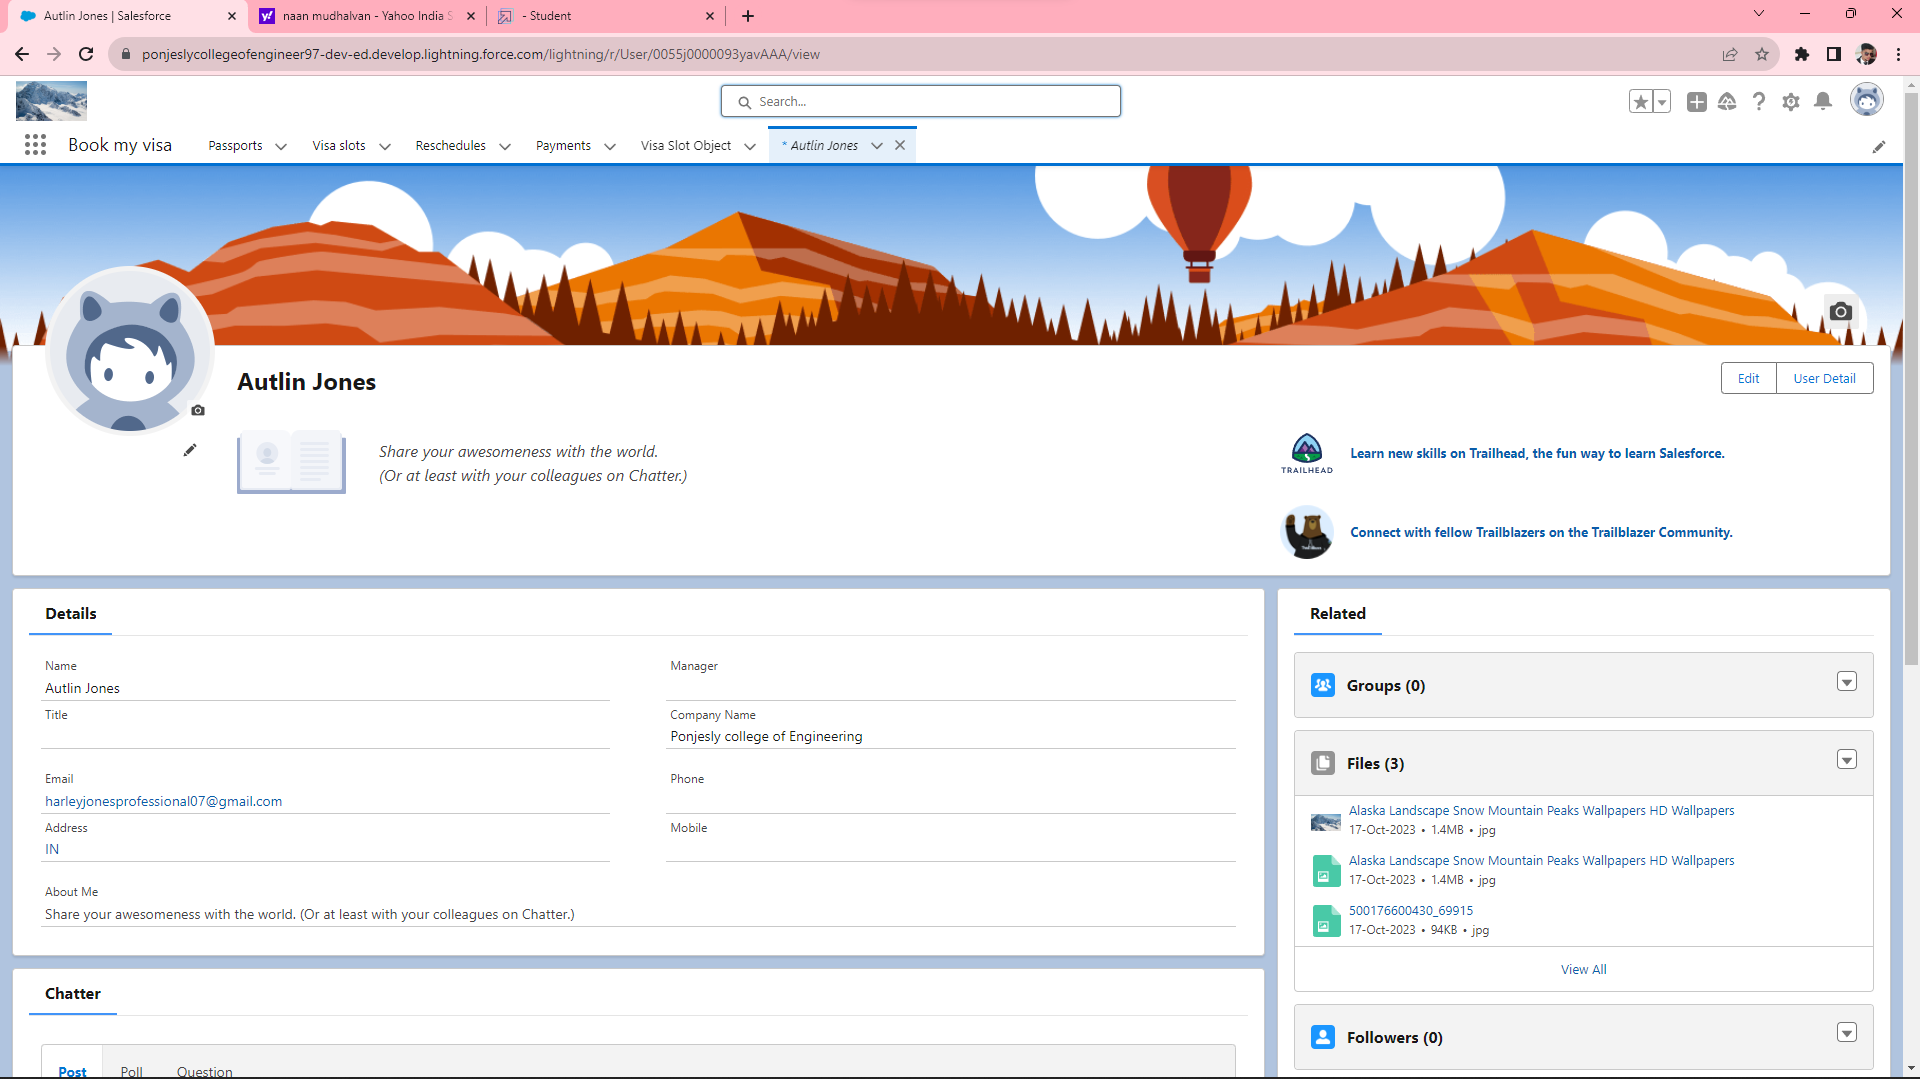 Autlin Jones | Salesforce
naan mudhalvan - Yahoo India S
- Student
ponjeslycollegeofengineer97-dev-ed.develop.lightning.force.com/lightning/r/User/0055j0000093yavAAA/view
Search...
Book my visa
Passports
Visa slots
Reschedules
Payments
Visa Slot Object
* Autlin Jones
Autlin Jones
Edit
User Detail
Share your awesomeness with the world.
(Or at least with your colleagues on Chatter.)
TRAILHEAD
Learn new skills on Trailhead, the fun way to learn Salesforce.
Connect with fellow Trailblazers on the Trailblazer Community.
Details
Name
Autlin Jones
Manager
Title
Company Name
Ponjesly college of Engineering
Email
harleyjonesprofessional07@gmail.com
Phone
Address
IN
Mobile
About Me
Share your awesomeness with the world. (Or at least with your colleagues on Chatter.)
Chatter
Post
Poll
Question
Related
Groups (0)
Files (3)
Alaska Landscape Snow Mountain Peaks Wallpapers HD Wallpapers
17-Oct-2023 • 1.4MB • jpg
Alaska Landscape Snow Mountain Peaks Wallpapers HD Wallpapers
17-Oct-2023 • 1.4MB • jpg
500176600430_69915
17-Oct-2023 • 94KB • jpg
View All
Followers (0)